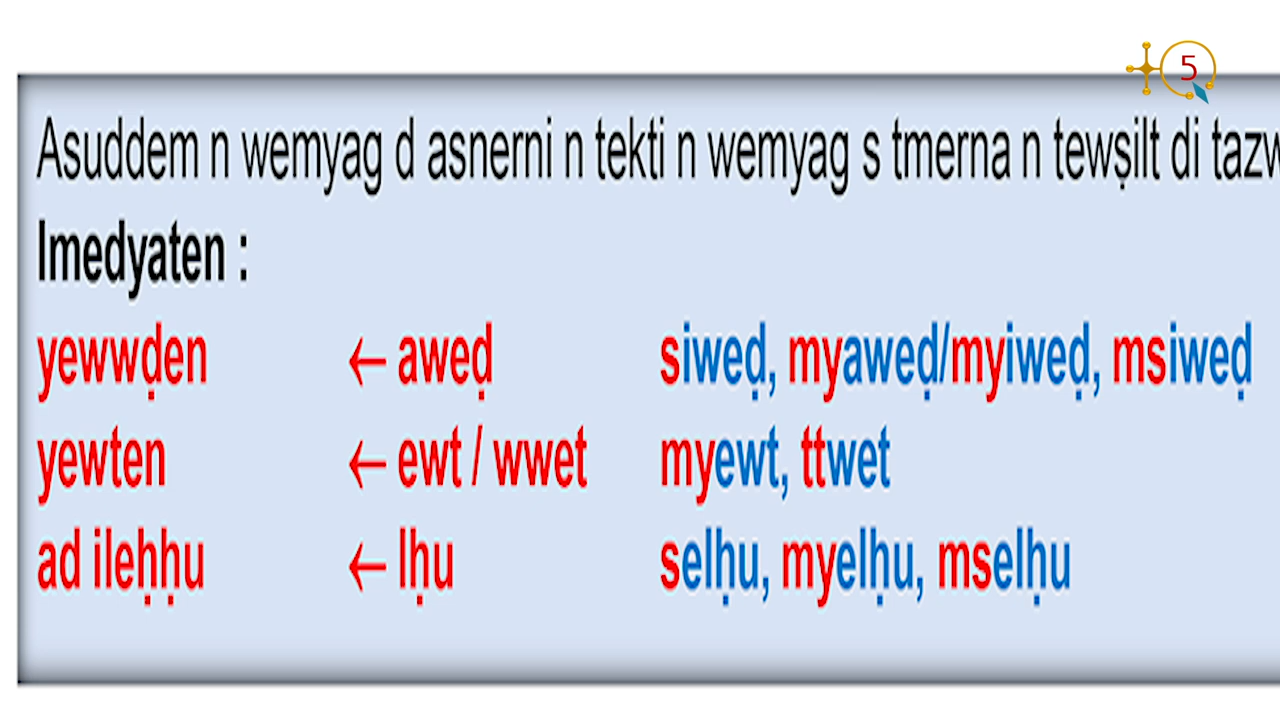 5
Asuddem n wemyag d asnerni n tekti n wemyag s tmerna n tewṣilt di
Imedyaten :
yewwḍen ← aweḍ siweḍ, myaweḍ/myiweḍ, msiweḍ
yewten ← ewt / wwet myewt, ttwet
ad ileḥḥu ← lḥu selḥu, myelḥu, mselḥu